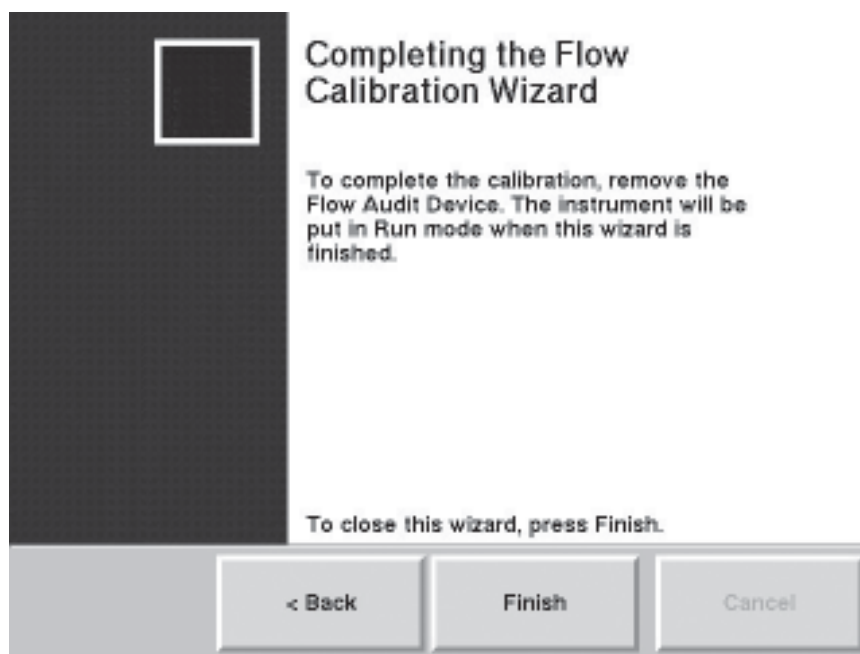 Completing the Flow
Calibration Wizard
To complete the calibration, remove the
Flow Audit Device. The instrument will be
put in Run mode when this wizard is
finished.
To close this wizard, press Finish.
< Back
Finish
Cancel